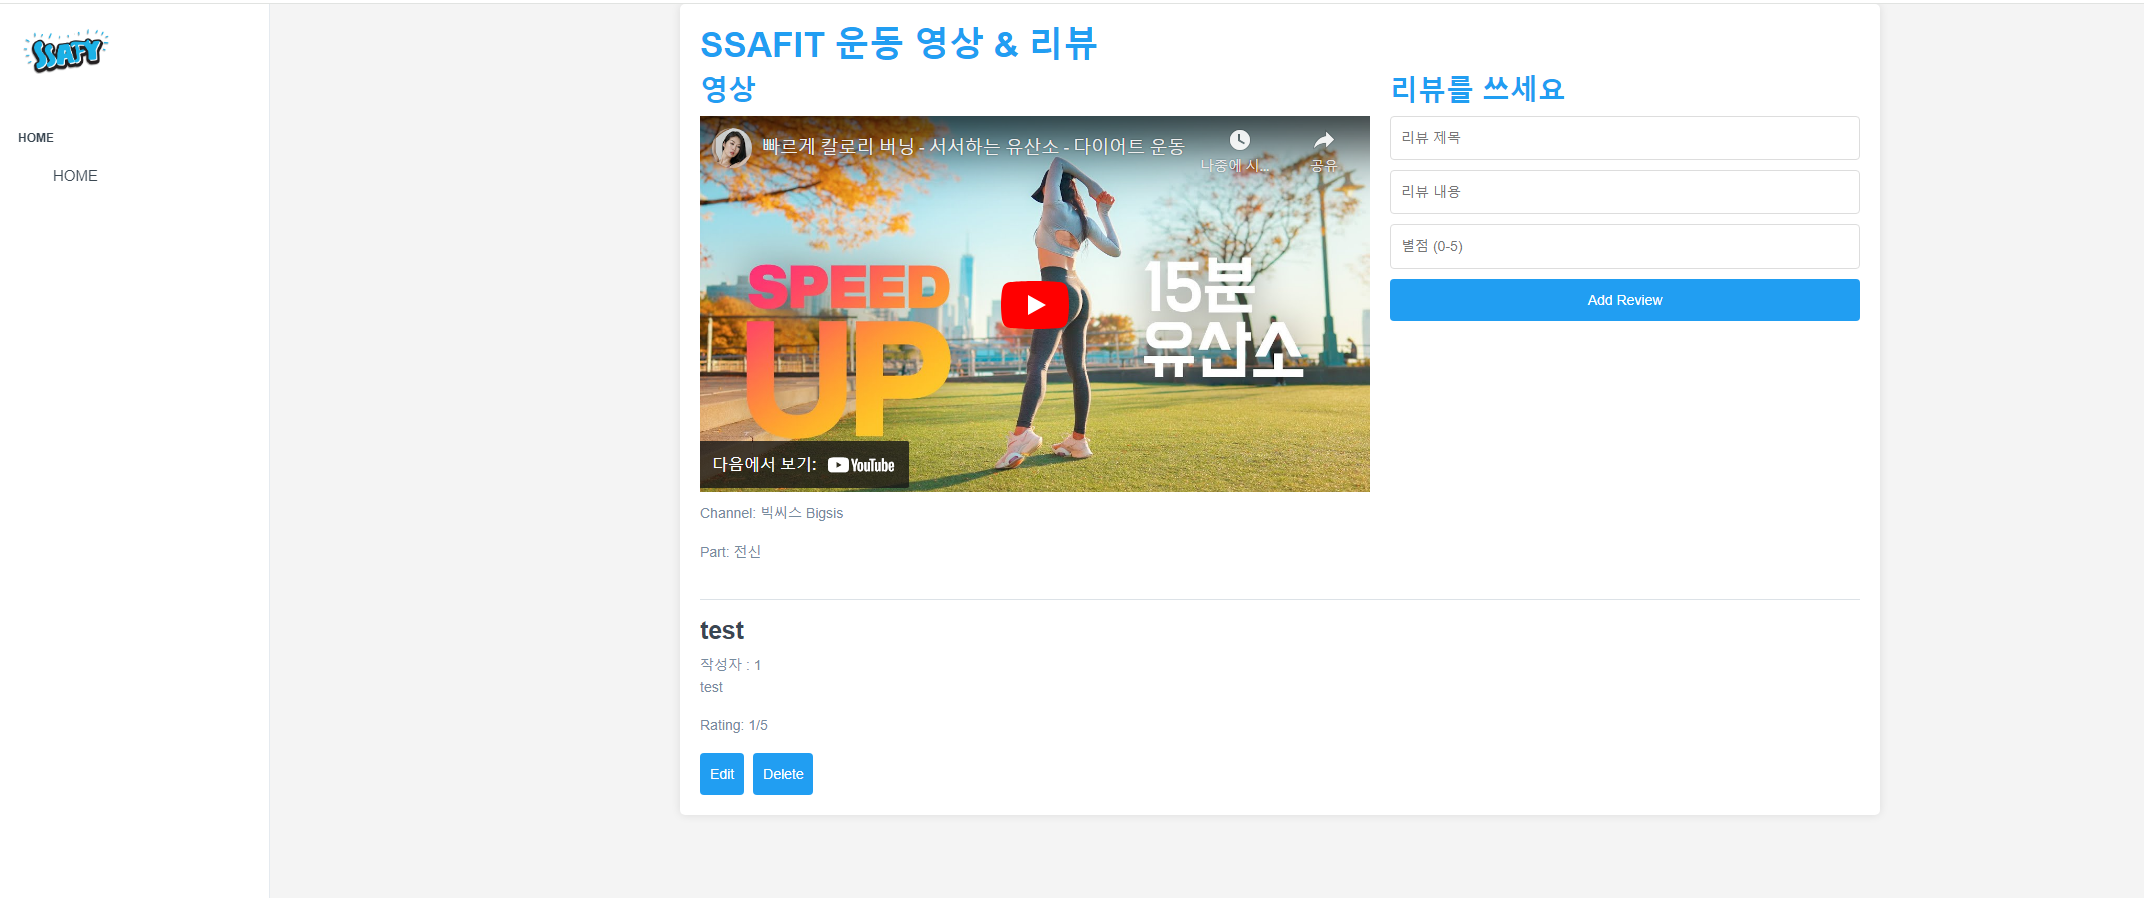 SSAFY
HOME
HOME
SSAFIT 운동 영상 & 리뷰
영상
빠르게 칼로리 버닝 - 서서하는 유산소 - 다이어트 운동
나중에 시...
공유
SPEED
UP
15분
유산소
다음에서 보기: YouTube
Channel: 빅씨스 Bigsis
Part: 전신
리뷰를 쓰세요
리뷰 제목
리뷰 내용
별점 (0-5)
Add Review
test
작성자 : 1
test
Rating: 1/5
Edit Delete